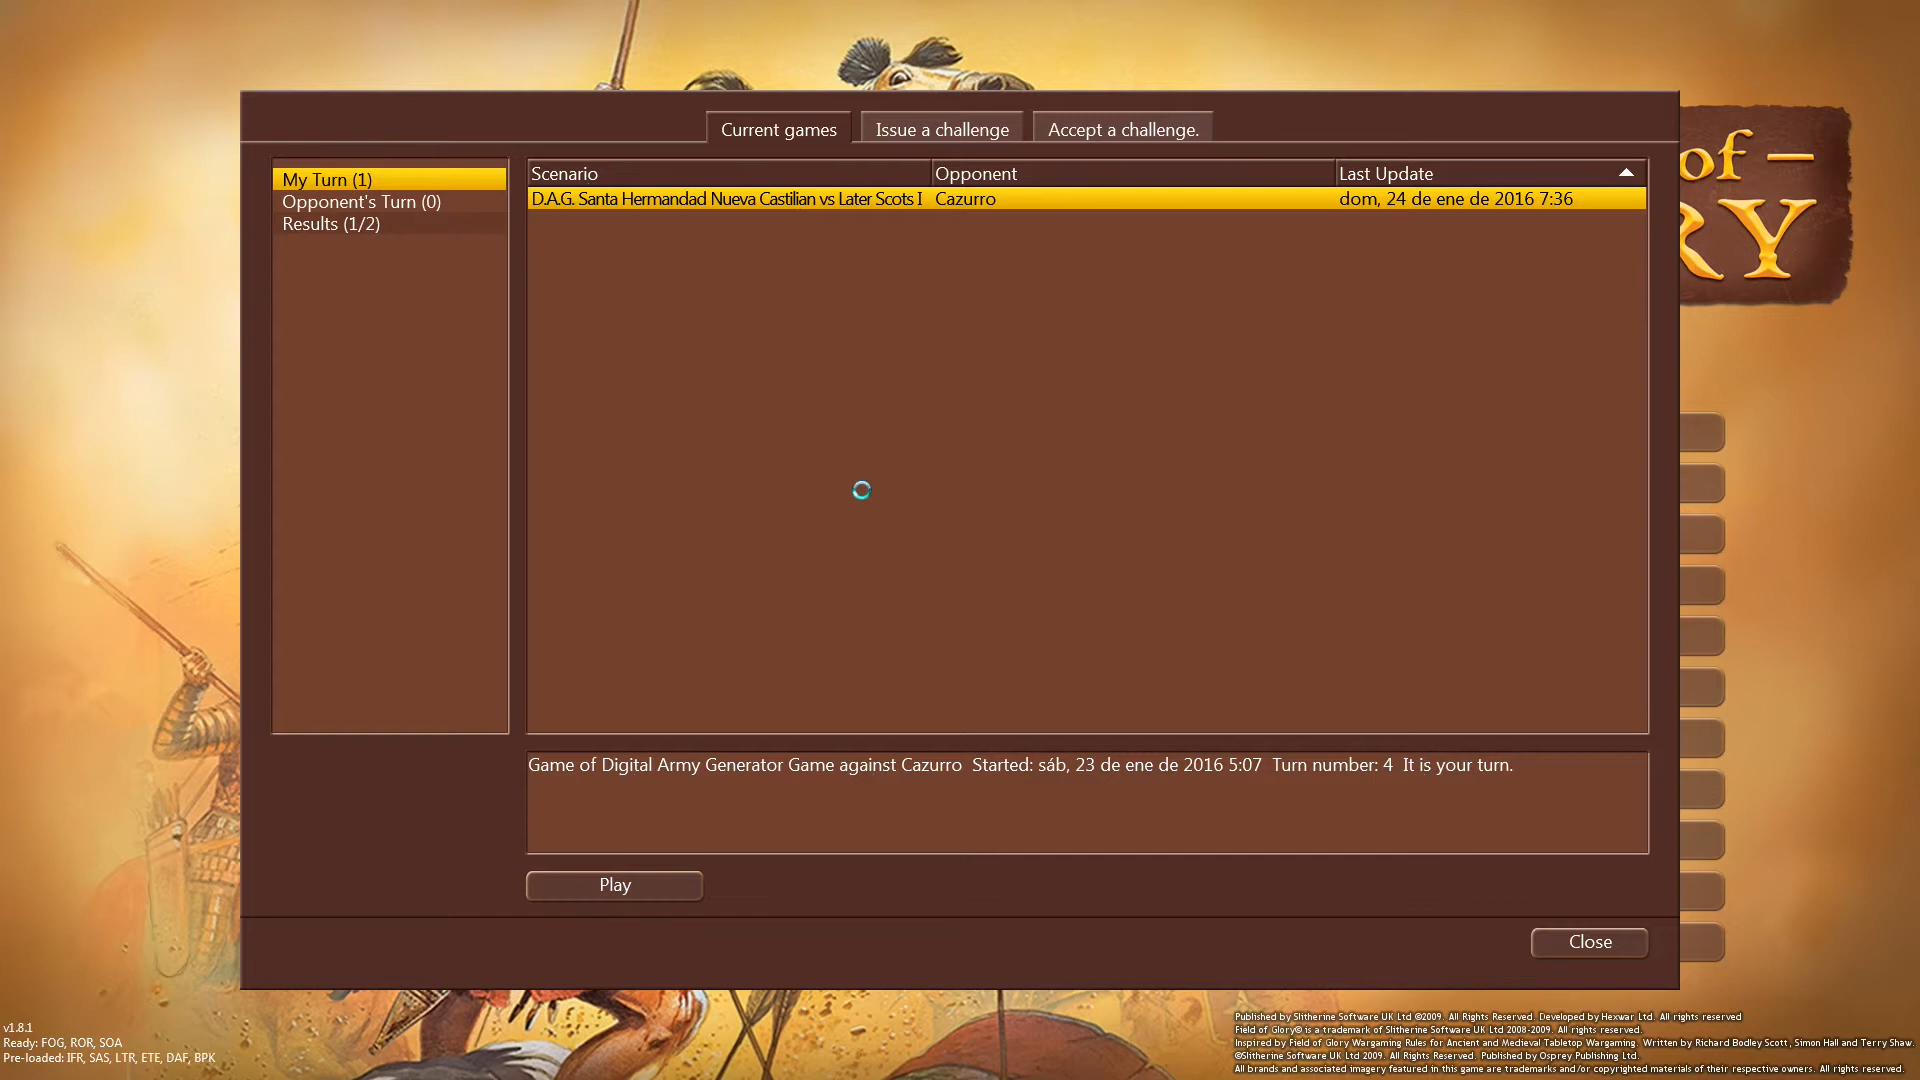 Current games
Issue a challenge
Accept a challenge.
of
RY
My Turn (1)
Opponent's Turn (0)
Results (1/2)
Scenario Opponent Last Update
D.A.G. Santa Hermandad Nueva Castilian vs Later Scots I Cazurro dom, 24 de ene de 2016 7:36
Game of Digital Army Generator Game against Cazurro Started: sáb, 23 de ene de 2016 5:07 Turn number: 4 It is your turn.
Play
Close
v1.8.1
Ready: FOG, ROR, SOA
Pre-loaded: IFR, SAS, LTR, ETE, DAF, BPK
Published by Slitherine Software UK Ltd ©2009. All Rights Reserved. Developed by Hexwar Ltd. All rights reserved
Field of Glory© is a trademark of Slitherine Software UK Ltd 2008-2009. All rights reserved.
Inspired by Field of Glory Wargaming Rules for Ancient and Medieval Tabletop Wargaming. Written by Richard Bodley Scott, Simon Hall and Terry Shaw.
©Slitherine Software UK Ltd 2009. All Rights Reserved. Published by Osprey Publishing Ltd.
All brands and associated imagery featured in this game are trademarks and/or copyrighted materials of their respective owners. All rights reserved.